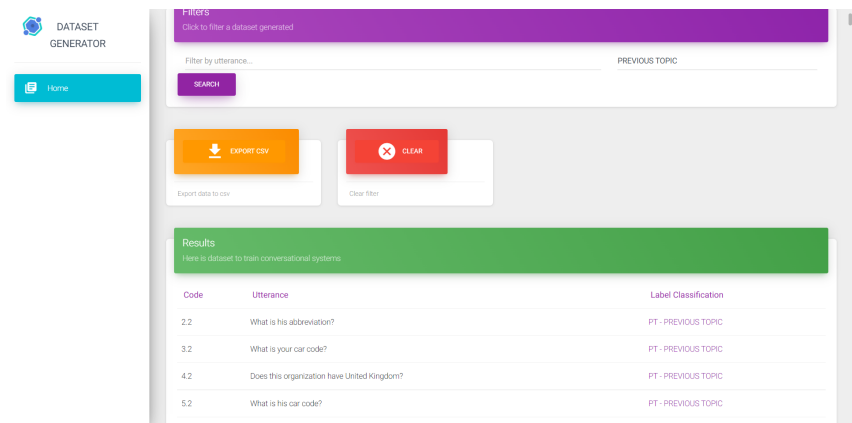 DATASET
GENERATOR
Home
Filters
Click to filter a dataset generated
Filter by utterance...
PREVIOUS TOPIC
SEARCH
EXPORT CSV
Export data to csv
CLEAR
Clear filter
Results
Here is dataset to train conversational systems
Code Utterance Label Classification
2.2 What is his abbreviation? PT - PREVIOUS TOPIC
3.2 What is your car code? PT - PREVIOUS TOPIC
4.2 Does this organization have United Kingdom? PT - PREVIOUS TOPIC
5.2 What is his car code? PT - PREVIOUS TOPIC